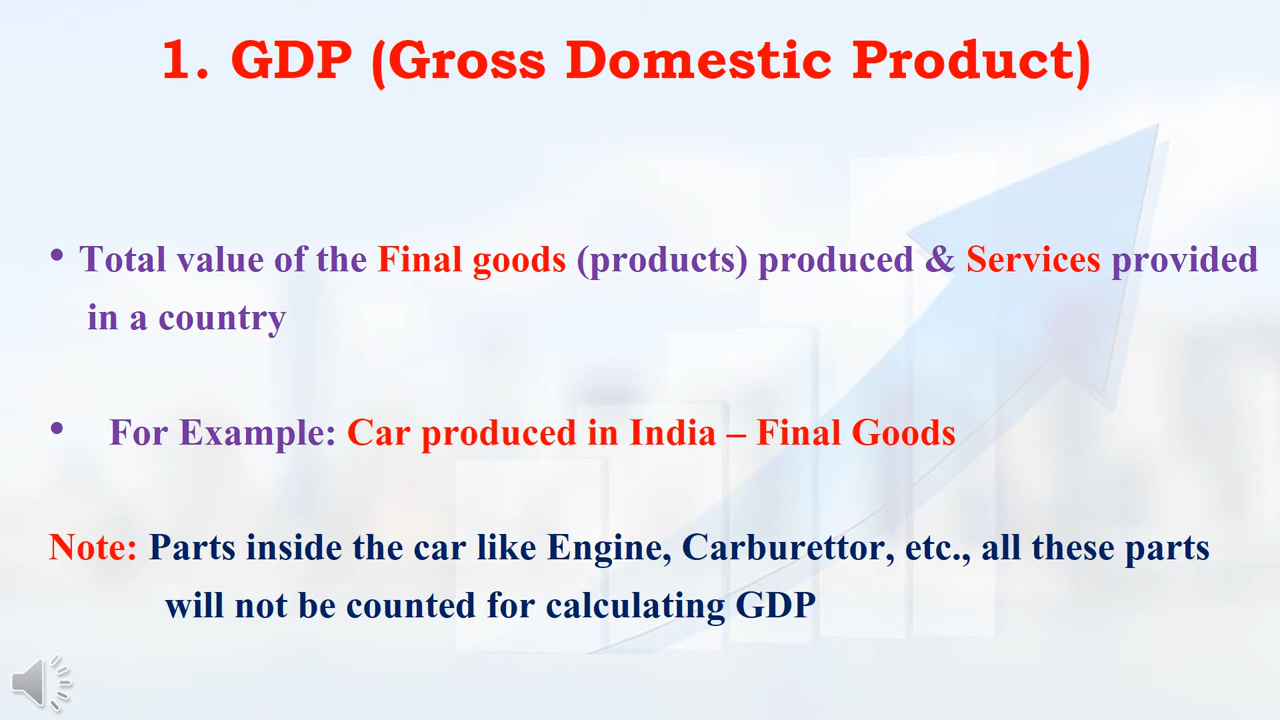 1. GDP (Gross Domestic Product)
• Total value of the Final goods (products) produced & Services provided
in a country
• For Example: Car produced in India – Final Goods
Note: Parts inside the car like Engine, Carburettor, etc., all these parts
will not be counted for calculating GDP